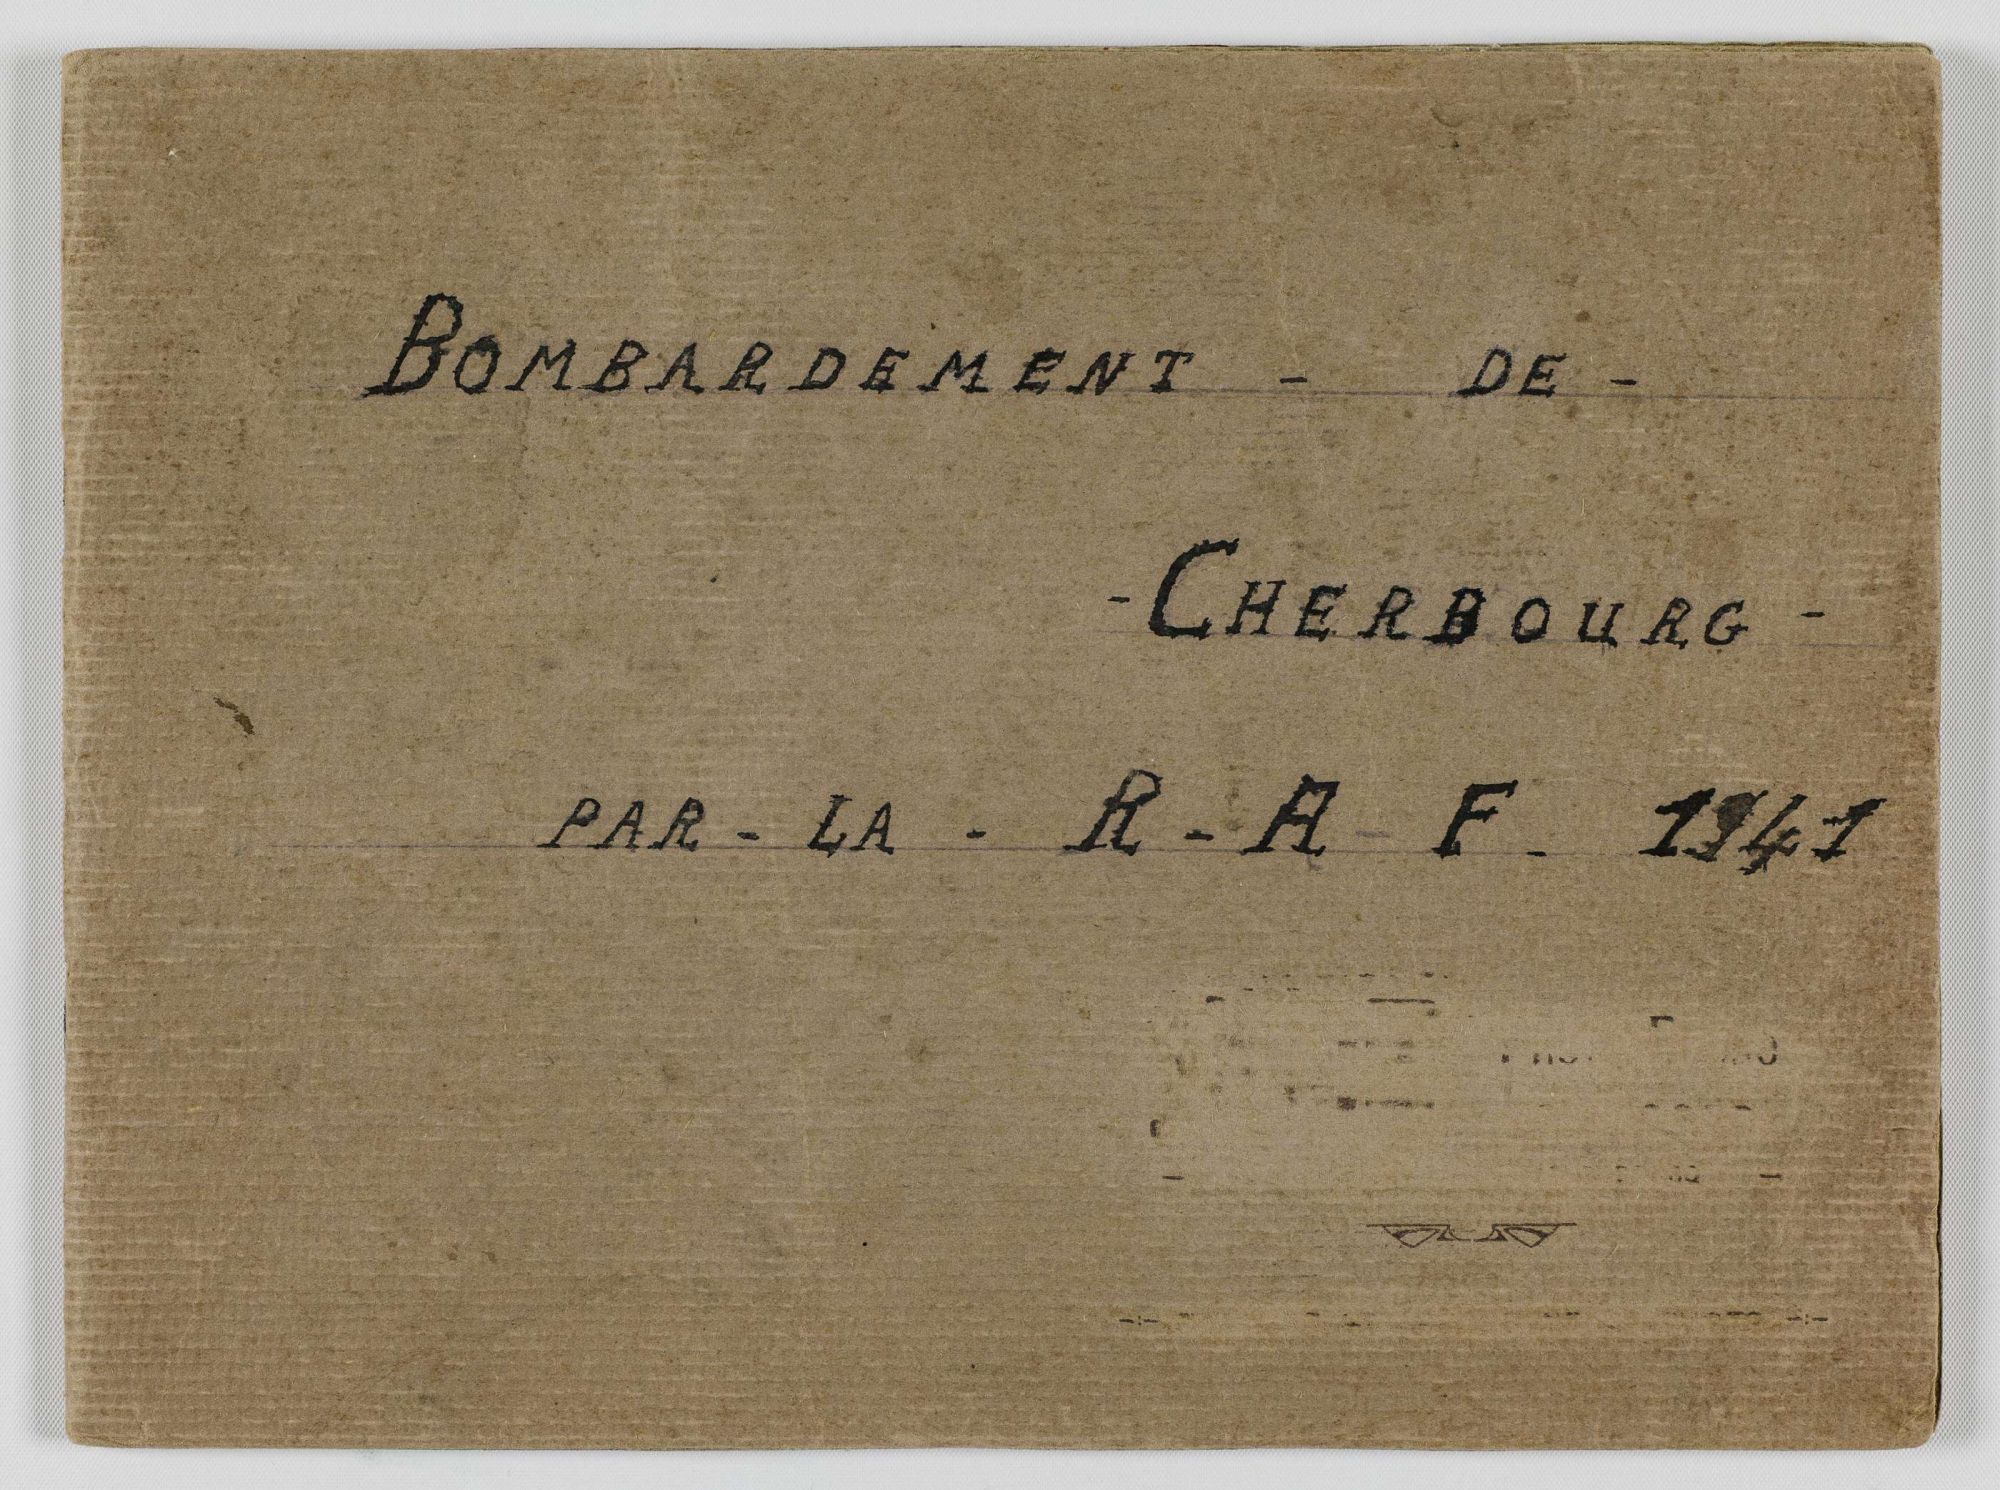 BOMBARDEMENT - DE -
- CHERBOURG -
PAR - LA - R - A - F - 1941